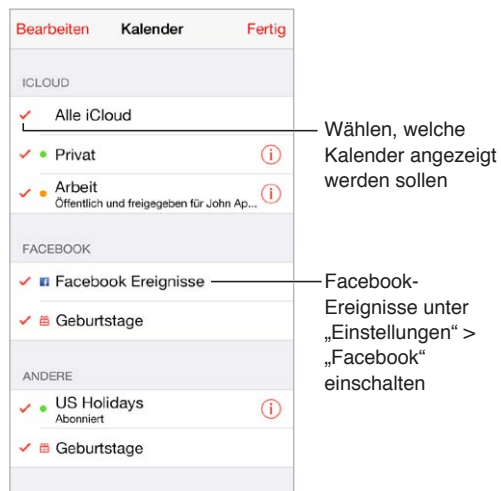 Bearbeiten Kalender Fertig
ICLOUD
Alle iCloud
Privat
Arbeit
Öffentlich und freigegeben für John Ap...
FACEBOOK
Facebook Ereignisse
Geburtstage
ANDERE
US Holidays
Abonniert
Geburtstage
Wählen, welche
Kalender angezeigt
werden sollen
Facebook-
Ereignisse unter
„Einstellungen“ >
„Facebook“
einschalten